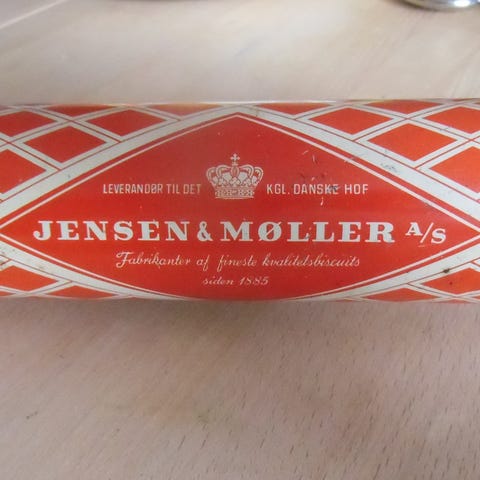 LEVERANDØR TIL DET KGL. DANSKE HOF
JENSEN & MØLLER A/S
Fabrikanter af fineste kvalitetsbiscuits
siden 1885